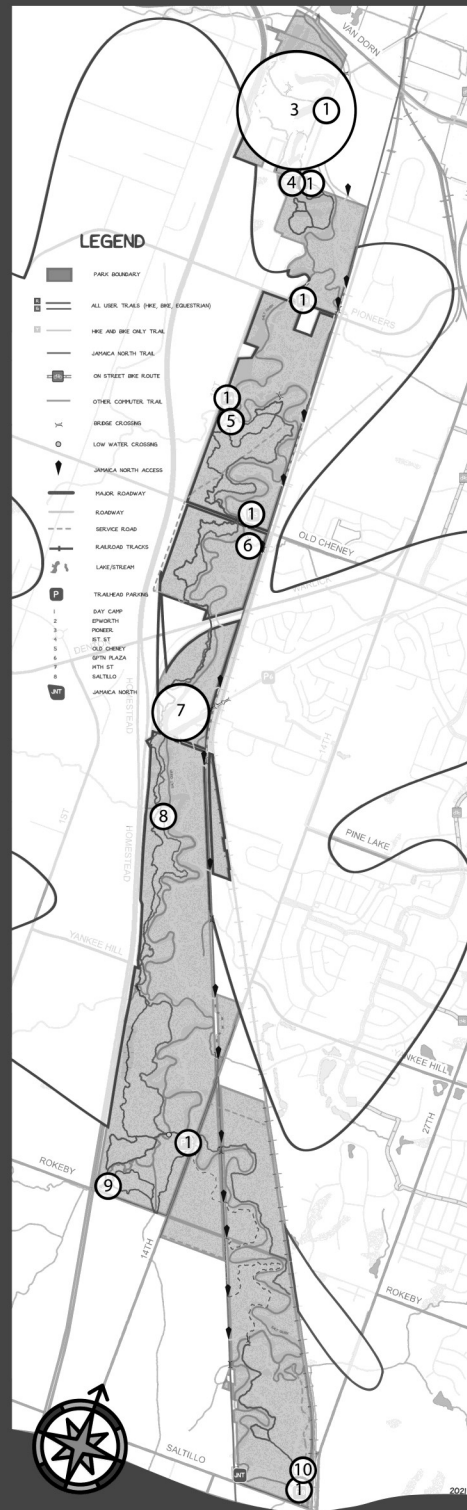 VAN DORN
3
1
4
1
LEGEND
PARK BOUNDARY
ALL USER TRAILS (HIKE, BIKE, EQUESTRIAN)
1
PIONEERS
HIKE AND BIKE ONLY TRAIL
JAMAICA NORTH TRAIL
ON STREET BIKE ROUTE
OTHER COMMUTER TRAIL
1
5
BRIDGE CROSSING
LOW WATER CROSSING
JAMAICA NORTH ACCESS
MAJOR ROADWAY
1
ROADWAY
SERVICE ROAD
6
OLD CHENEY
RAILROAD TRACKS
LAKE/STREAM
WARLICK
P
TRAILHEAD PARKING
1 DAY CAMP
2 EPWORTH
3 PIONEER
4 1ST ST
5 OLD CHENEY
6 GPTN PLAZA
7 14TH ST
8 SALTILLO
JNT
JAMAICA NORTH
HOMESTEAD
7
14TH
1ST
8
PINE LAKE
HOMESTEAD
YANKEE HILL
YANKEE HILL
27TH
1
ROKEBY
9
14TH
ROKEBY
SALTILLO
JNT
10
1
2021